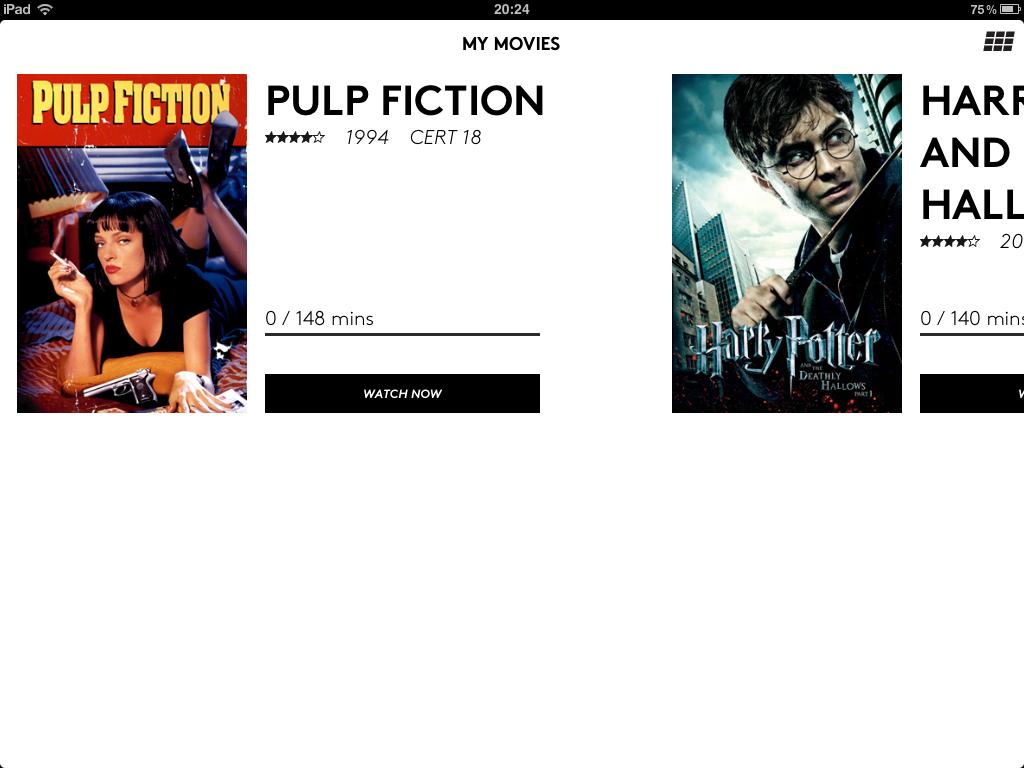 iPad 20:24 75%
MY MOVIES
PULP FICTION
PULP FICTION
★★★★☆ 1994 CERT 18
0 / 148 mins
WATCH NOW
Harry Potter
AND THE
DEATHLY
HALLOWS
PART 1
HARR
AND
HALL
★★★★☆ 20
0 / 140 mins
W